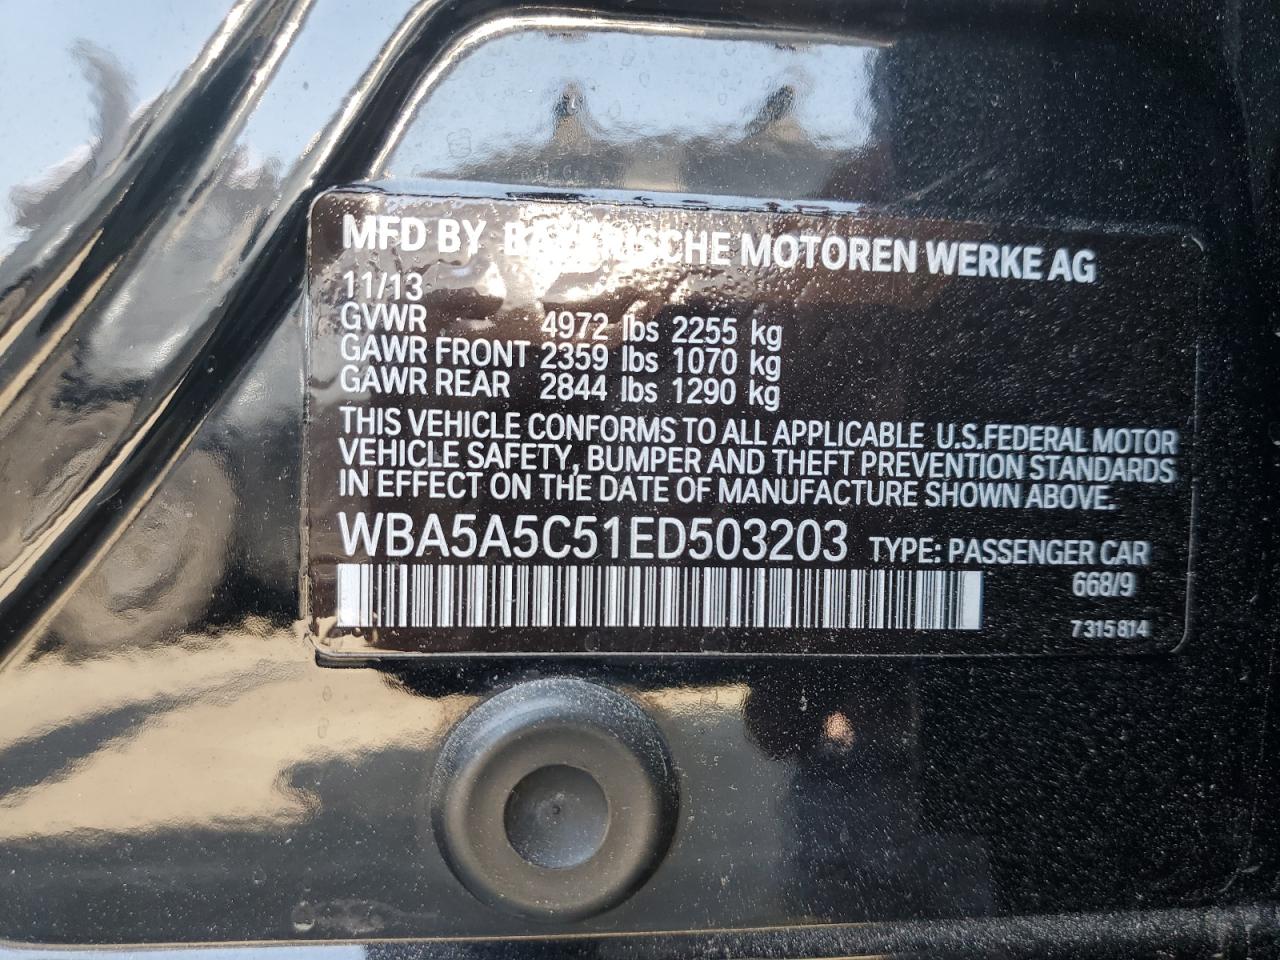 MFD BY BAYERISCHE MOTOREN WERKE AG
11/13
GVWR 4972 lbs 2255 kg
GAWR FRONT 2359 lbs 1070 kg
GAWR REAR 2844 lbs 1290 kg
THIS VEHICLE CONFORMS TO ALL APPLICABLE U.S.FEDERAL MOTOR
VEHICLE SAFETY, BUMPER AND THEFT PREVENTION STANDARDS
IN EFFECT ON THE DATE OF MANUFACTURE SHOWN ABOVE.
WBA5A5C51ED503203 TYPE: PASSENGER CAR
668/9
7 315 814